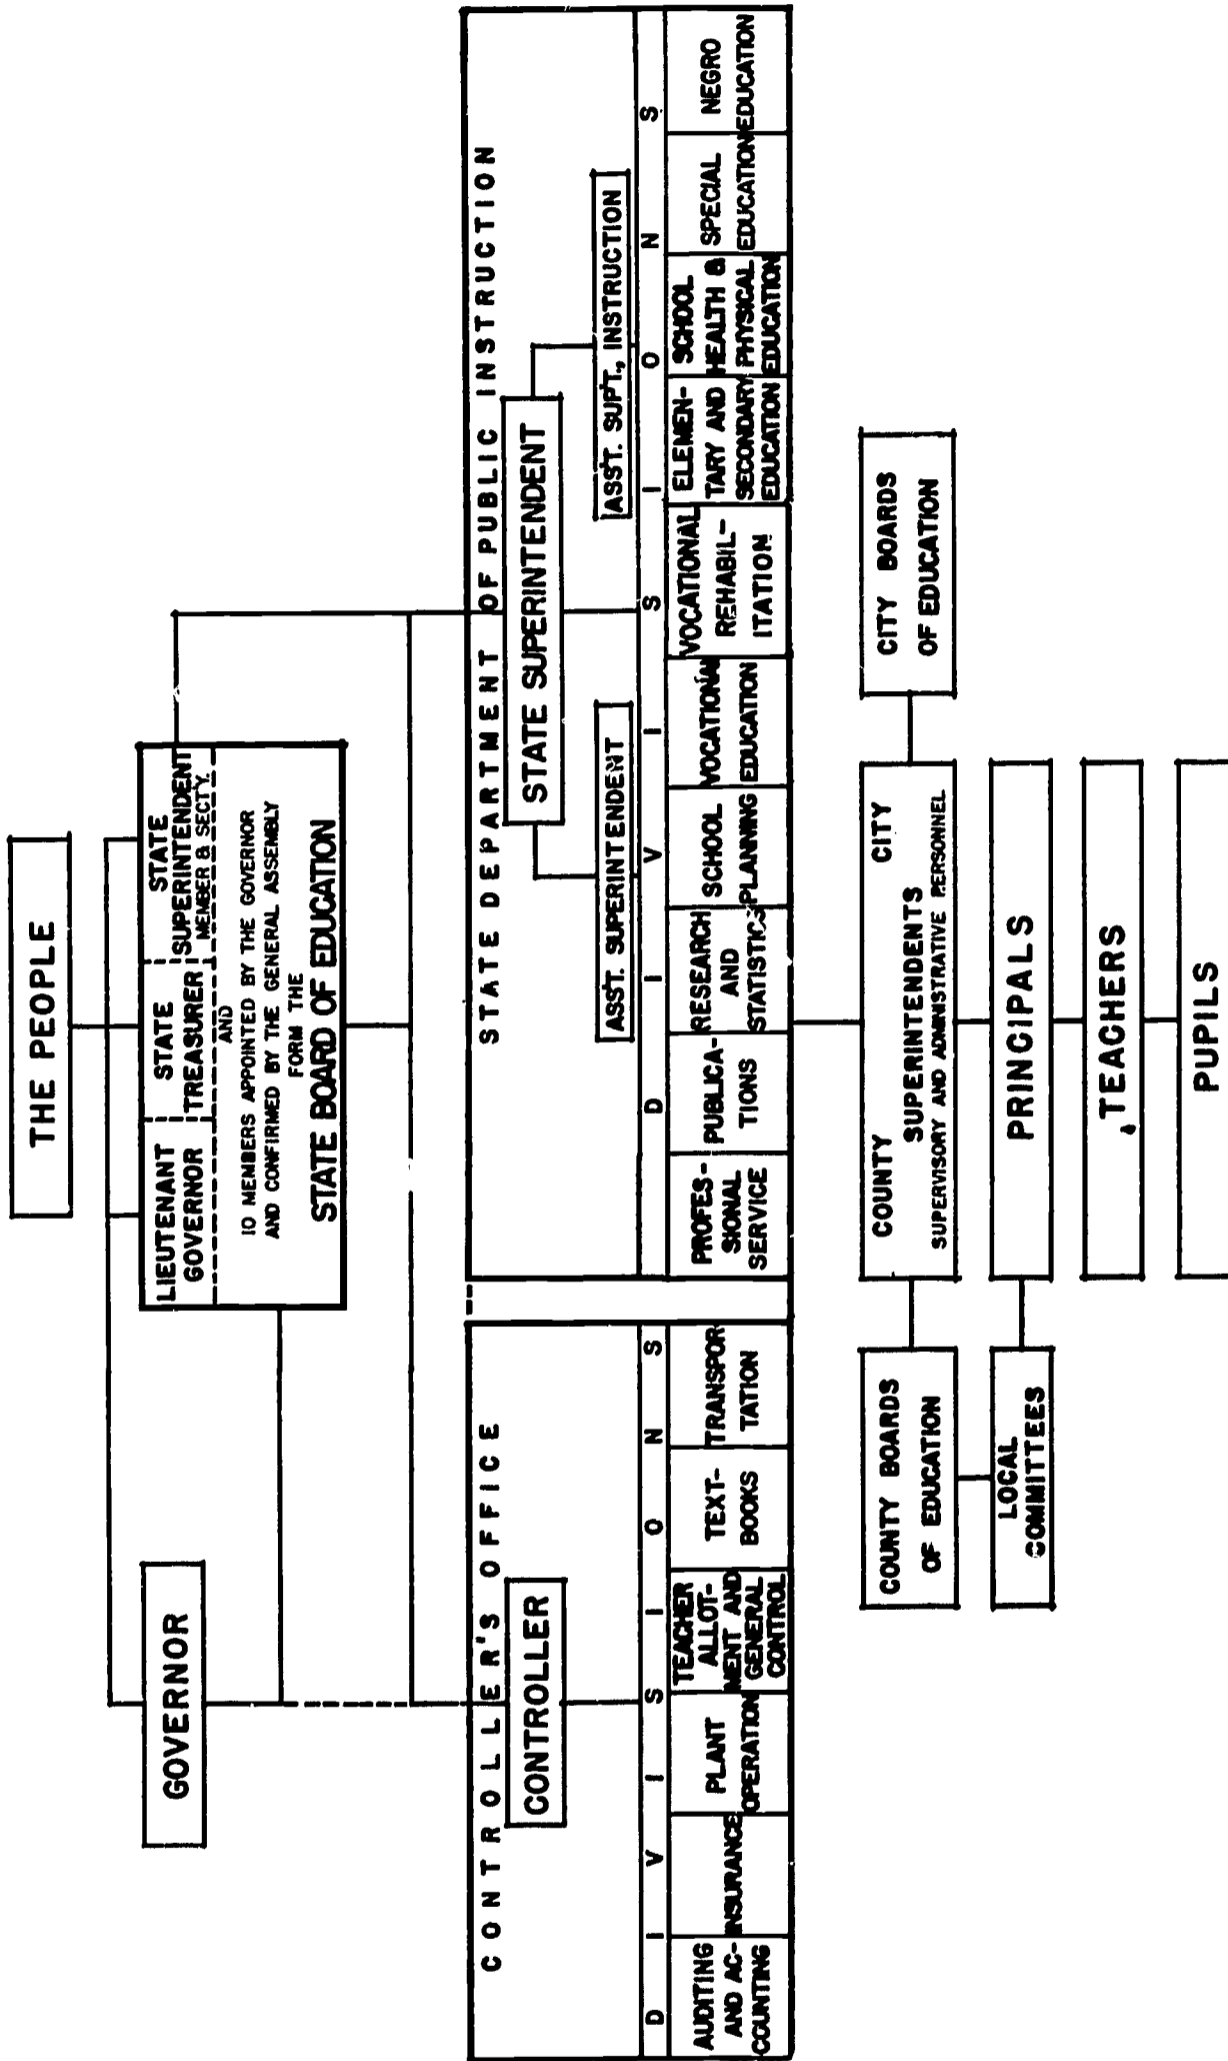 THE PEOPLE
GOVERNOR
LIEUTENANT
GOVERNOR
STATE
TREASURER
STATE
SUPERINTENDENT
MEMBER & SECT'Y.
AND
10 MEMBERS APPOINTED BY THE GOVERNOR
AND CONFIRMED BY THE GENERAL ASSEMBLY
FORM THE
STATE BOARD OF EDUCATION
CONTROLLER'S OFFICE
CONTROLLER
DIVISIONS
AUDITING
AND AC-
COUNTING
INSURANCE
PLANT
OPERATION
TEACHER
ALLOT-
MENT AND
GENERAL
CONTROL
TEXT-
BOOKS
TRANSPOR-
TATION
STATE DEPARTMENT OF PUBLIC INSTRUCTION
STATE SUPERINTENDENT
ASS'T. SUPERINTENDENT
ASS'T. SUP'T., INSTRUCTION
DIVISIONS
PROFES-
SIONAL
SERVICE
PUBLICA-
TIONS
RESEARCH
AND
STATISTICS
SCHOOL
PLANNING
VOCATIONAL
EDUCATION
VOCATIONAL
REHABIL-
ITATION
ELEMEN-
TARY AND
SECONDARY
EDUCATION
SCHOOL
HEALTH &
PHYSICAL
EDUCATION
SPECIAL
EDUCATION
NEGRO
EDUCATION
COUNTY BOARDS
OF EDUCATION
COUNTY CITY
SUPERINTENDENTS
SUPERVISORY AND ADMINISTRATIVE PERSONNEL
CITY BOARDS
OF EDUCATION
LOCAL
COMMITTEES
PRINCIPALS
TEACHERS
PUPILS